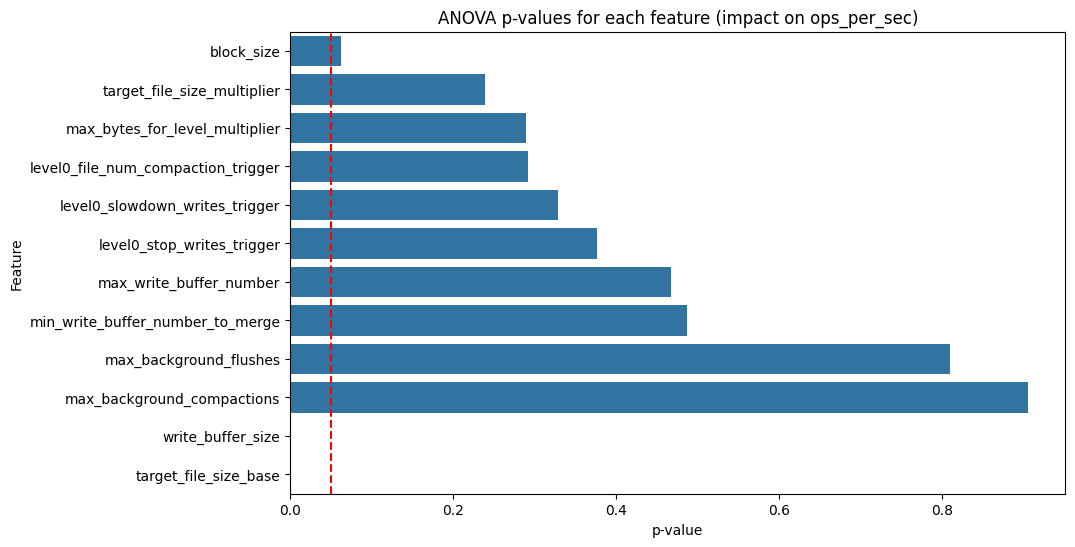 ANOVA p-values for each feature (impact on ops_per_sec)
Feature
block_size
target_file_size_multiplier
max_bytes_for_level_multiplier
level0_file_num_compaction_trigger
level0_slowdown_writes_trigger
level0_stop_writes_trigger
max_write_buffer_number
min_write_buffer_number_to_merge
max_background_flushes
max_background_compactions
write_buffer_size
target_file_size_base
0.0 0.2 0.4 0.6 0.8
p-value